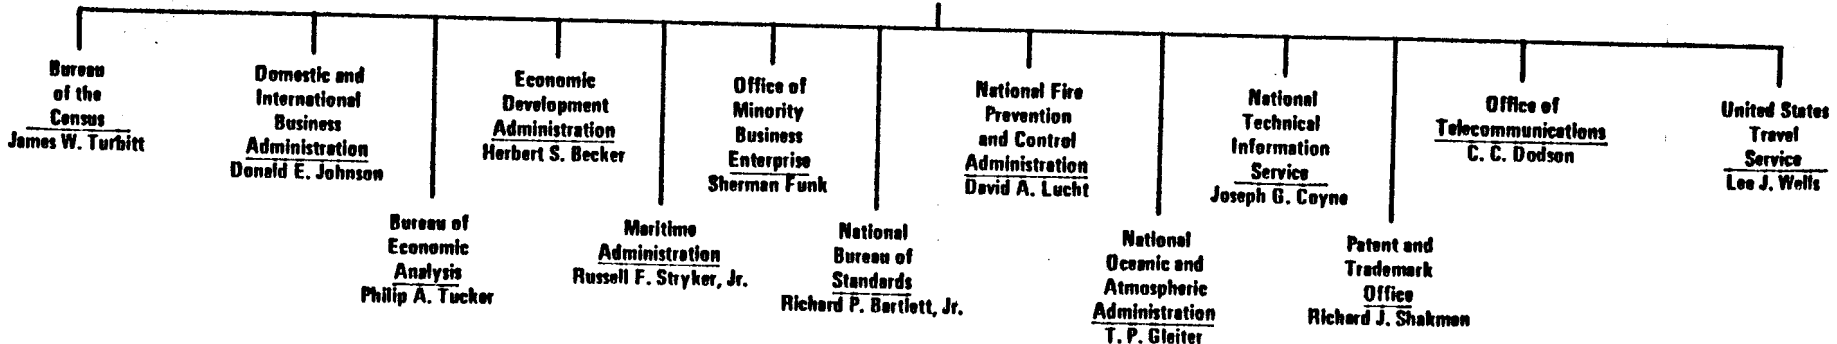 Bureau
of the
Census
James W. Turbitt
Domestic and
International
Business
Administration
Donald E. Johnson
Bureau of
Economic
Analysis
Philip A. Tucker
Economic
Development
Administration
Herbert S. Becker
Maritime
Administration
Russell F. Stryker, Jr.
Office of
Minority
Business
Enterprise
Sherman Funk
National
Bureau of
Standards
Richard P. Bartlett, Jr.
National Fire
Prevention
and Control
Administration
David A. Lucht
National
Oceanic and
Atmospheric
Administration
T. P. Gleiter
National
Technical
Information
Service
Joseph G. Coyne
Patent and
Trademark
Office
Richard J. Shakman
Office of
Telecommunications
C. C. Dodson
United States
Travel
Service
Lee J. Wells